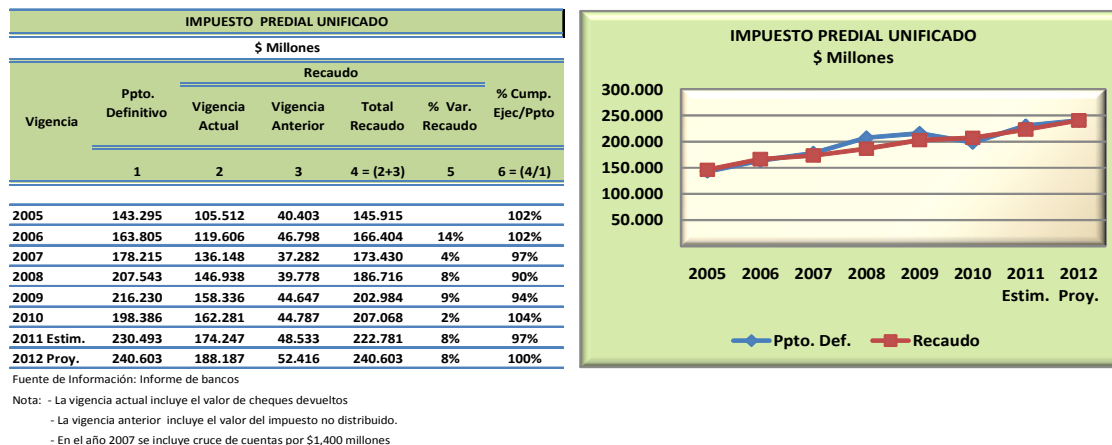 IMPUESTO PREDIAL UNIFICADO
$ Millones
Vigencia Ppto. Definitivo Recaudo % Cump. Ejec/Ppto
Vigencia Actual Vigencia Anterior Total Recaudo % Var. Recaudo
1 2 3 4 = (2+3) 5 6 = (4/1)
2005 143.295 105.512 40.403 145.915 102%
2006 163.805 119.606 46.798 166.404 14% 102%
2007 178.215 136.148 37.282 173.430 4% 97%
2008 207.543 146.938 39.778 186.716 8% 90%
2009 216.230 158.336 44.647 202.984 9% 94%
2010 198.386 162.281 44.787 207.068 2% 104%
2011 Estim. 230.493 174.247 48.533 222.781 8% 97%
2012 Proy. 240.603 188.187 52.416 240.603 8% 100%
Fuente de Información: Informe de bancos
Nota: - La vigencia actual incluye el valor de cheques devueltos
- La vigencia anterior incluye el valor del impuesto no distribuido.
- En el año 2007 se incluye cruce de cuentas por $1,400 millones
IMPUESTO PREDIAL UNIFICADO
$ Millones
300.000
250.000
200.000
150.000
100.000
50.000
2005 2006 2007 2008 2009 2010 2011 2012
Estim. Proy.
Ppto. Def. Recaudo